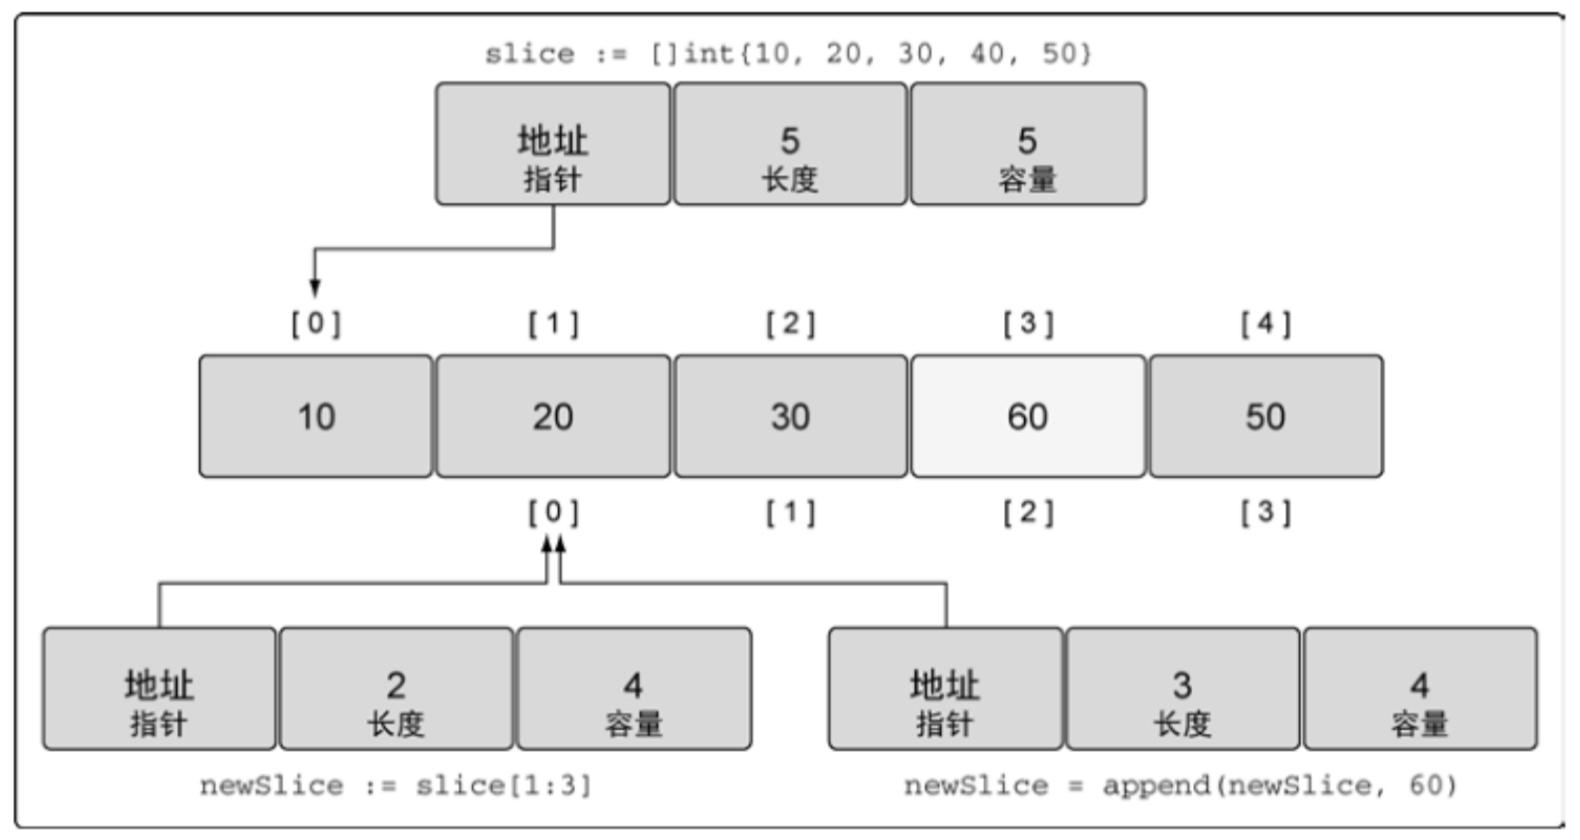 slice := []int{10, 20, 30, 40, 50}
地址 5 5
指针 长度 容量
[0] [1] [2] [3] [4]
10 20 30 60 50
[0] [1] [2] [3]
地址 2 4 地址 3 4
指针 长度 容量 指针 长度 容量
newSlice := slice[1:3] newSlice = append(newSlice, 60)